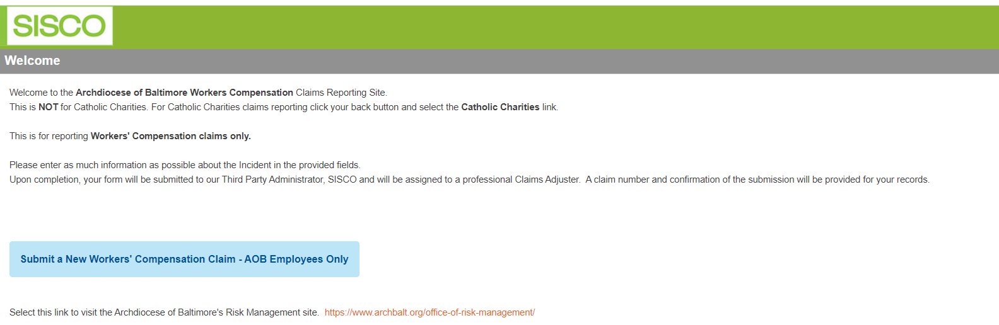 SISCO
Welcome
Welcome to the Archdiocese of Baltimore Workers Compensation Claims Reporting Site.
This is NOT for Catholic Charities. For Catholic Charities claims reporting click your back button and select the Catholic Charities link.
This is for reporting Workers' Compensation claims only.
Please enter as much information as possible about the Incident in the provided fields.
Upon completion, your form will be submitted to our Third Party Administrator, SISCO and will be assigned to a professional Claims Adjuster.  A claim number and confirmation of the submission will be provided for your records.
Submit a New Workers' Compensation Claim - AOB Employees Only
Select this link to visit the Archdiocese of Baltimore's Risk Management site.  https://www.archbalt.org/office-of-risk-management/